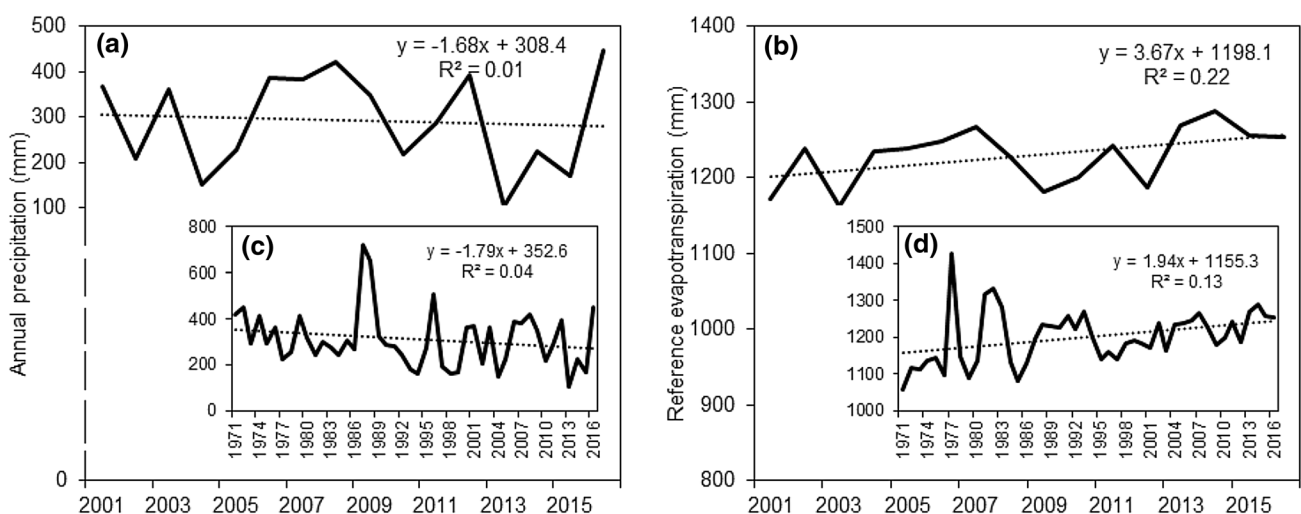 (a)
y = -1.68x + 308.4
R² = 0.01
Annual precipitation (mm)
500
400
300
200
100
0
2001 2003 2005 2007 2009 2011 2013 2015
(c)
y = -1.79x + 352.6
R² = 0.04
800
600
400
200
0
1971 1974 1977 1980 1983 1986 1989 1992 1995 1998 2001 2004 2007 2010 2013 2016
(b)
y = 3.67x + 1198.1
R² = 0.22
Reference evapotranspiration (mm)
1400
1300
1200
1100
1000
900
800
2001 2003 2005 2007 2009 2011 2013 2015
(d)
y = 1.94x + 1155.3
R² = 0.13
1500
1400
1300
1200
1100
1000
1971 1974 1977 1980 1983 1986 1989 1992 1995 1998 2001 2004 2007 2010 2013 2016